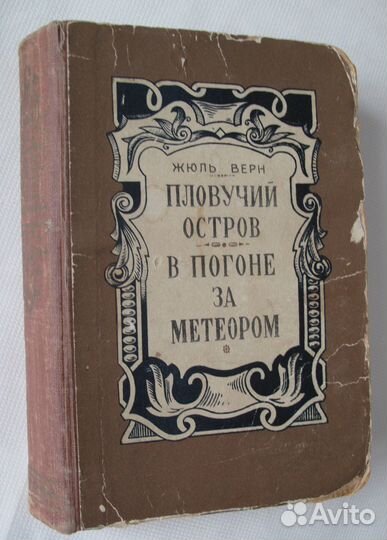 ЖЮЛЬ ВЕРН
ПЛОВУЧИЙ
ОСТРОВ
В ПОГОНЕ
ЗА
МЕТЕОРОМ
Avito